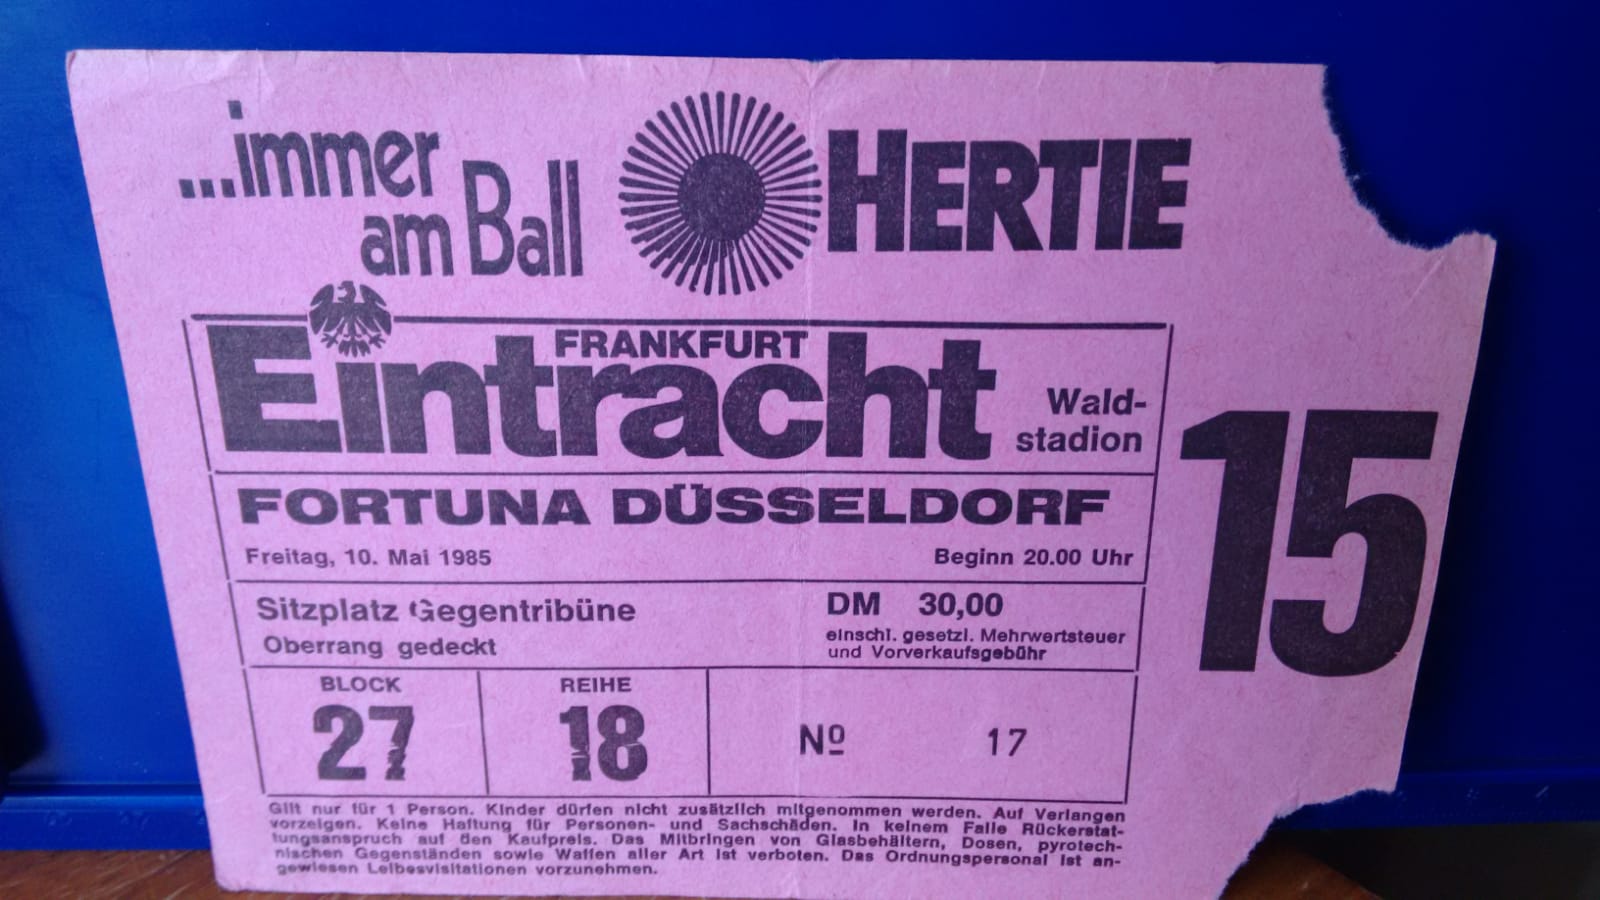 ...immer
am Ball
HERTIE
FRANKFURT
Eintracht
Wald-
stadion
15
FORTUNA DÜSSELDORF
Freitag, 10. Mai 1985
Beginn 20.00 Uhr
Sitzplatz Gegentribüne
Oberrang gedeckt
DM 30,00
einschl. gesetzl. Mehrwertsteuer
und Vorverkaufsgebühr
BLOCK
27
REIHE
18
Nº 17
Gilt nur für 1 Person. Kinder dürfen nicht zusätzlich mitgenommen werden. Auf Verlangen
vorzeigen. Keine Haftung für Personen- und Sachschäden. In keinem Falle Rückerstat-
tungsanspruch auf den Kaufpreis. Das Mitbringen von Glasbehältern, Dosen, pyrotech-
nischen Gegenständen sowie Waffen aller Art ist verboten. Das Ordnungspersonal ist an-
gewiesen Leibesvisitationen vorzunehmen.